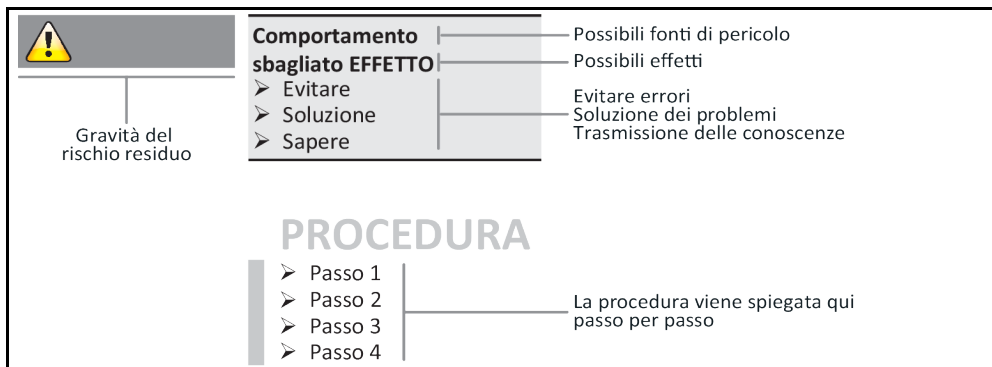 Comportamento
sbagliato EFFETTO
Evitare
Soluzione
Sapere
Possibili fonti di pericolo
Possibili effetti
Evitare errori
Soluzione dei problemi
Trasmissione delle conoscenze
Gravità del
rischio residuo
PROCEDURA
Passo 1
Passo 2
Passo 3
Passo 4
La procedura viene spiegata qui
passo per passo